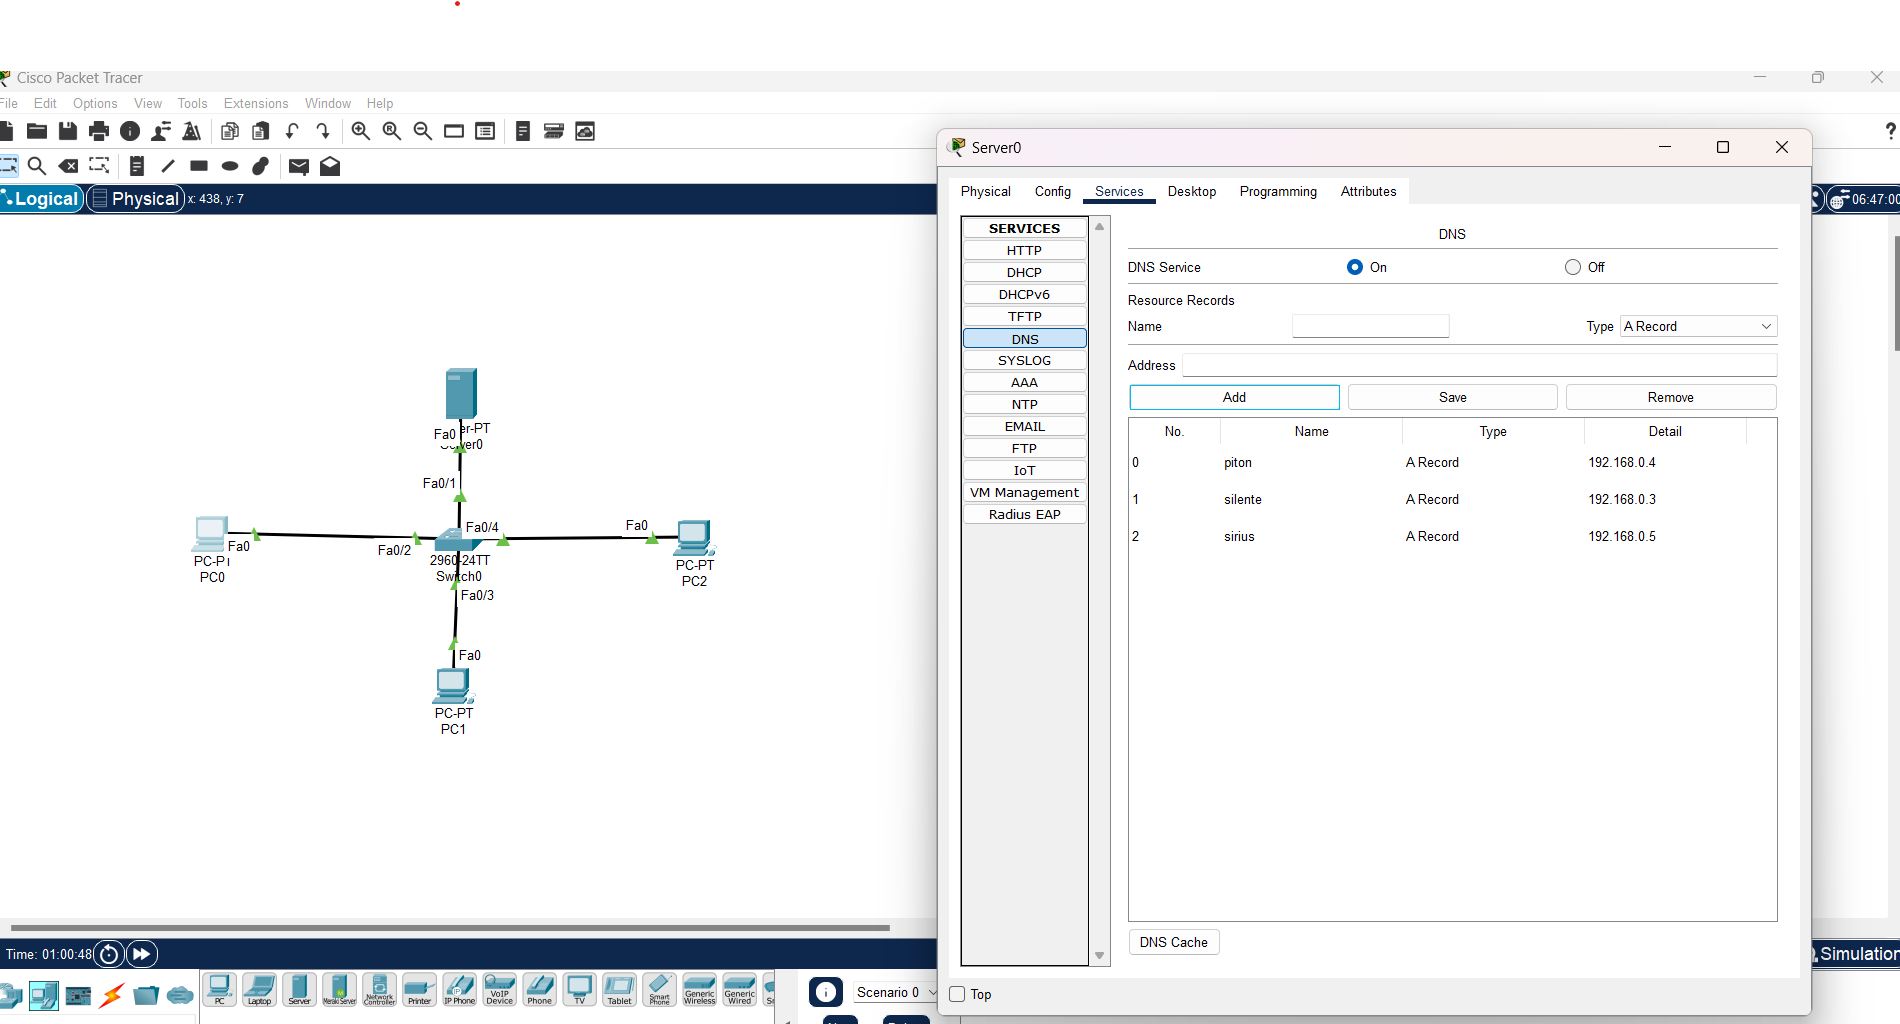 Cisco Packet Tracer
File Edit Options View Tools Extensions Window Help
?
Logical Physical x: 438, y: 7
06:47:00
Fa0 er-PT
ver0
Fa0/1
Fa0/4 Fa0
Fa0 Fa0/2
PC-P
PC0
2960-24TT
Switch0
PC-PT
PC2
Fa0/3
Fa0
PC-PT
PC1
Time: 01:00:48
PC Laptop Server Meraki Server Network Controller Printer IP Phone VoIP Device Phone TV Tablet Smart Phone Generic Wireless Generic Wired
Scenario 0
Simulation
Server0
Physical Config Services Desktop Programming Attributes
SERVICES
HTTP
DHCP
DHCPv6
TFTP
DNS
SYSLOG
AAA
NTP
EMAIL
FTP
IoT
VM Management
Radius EAP
DNS
DNS Service On Off
Resource Records
Name Type A Record
Address
Add Save Remove
No. Name Type Detail
0 piton A Record 192.168.0.4
1 silente A Record 192.168.0.3
2 sirius A Record 192.168.0.5
DNS Cache
Top